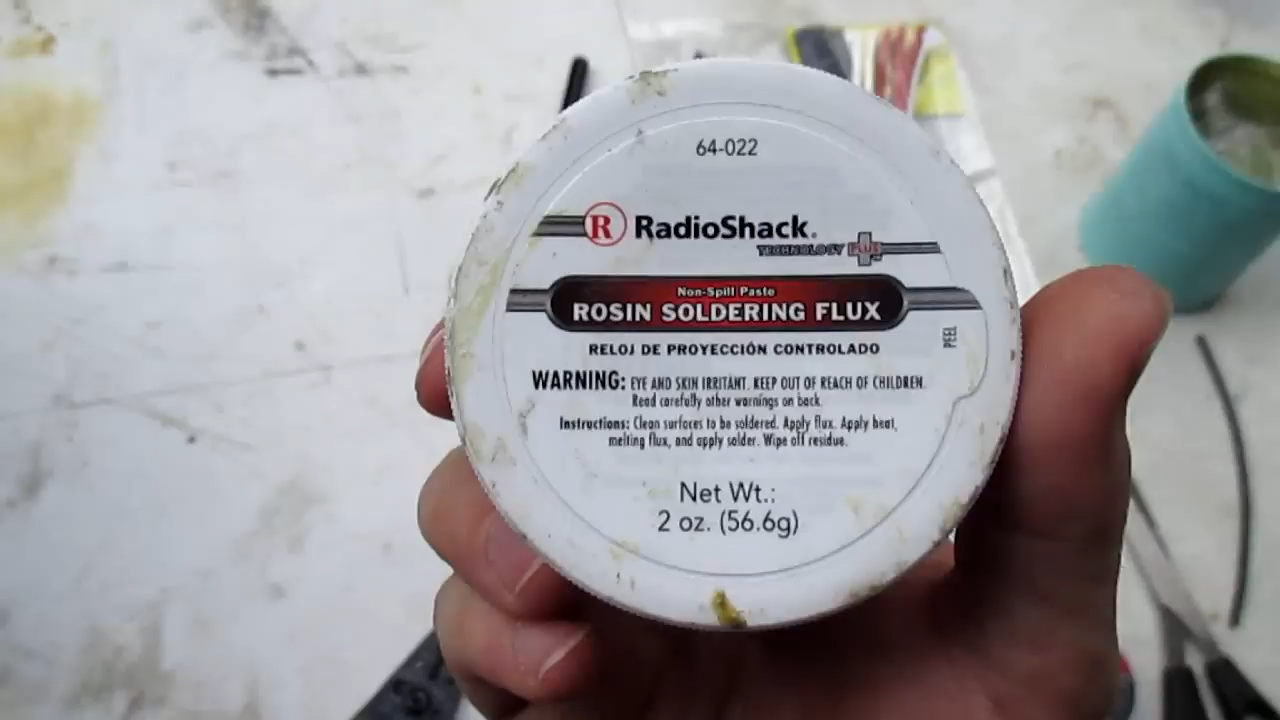 64-022
R RadioShack.
TECHNOLOGY PLUS
Non-Spill Paste
ROSIN SOLDERING FLUX
RELOJ DE PROYECCIÓN CONTROLADO
PEEL
WARNING: EYE AND SKIN IRRITANT. KEEP OUT OF REACH OF CHILDREN.
Read carefully other warnings on back.
Instructions: Clean surfaces to be soldered. Apply flux. Apply heat,
melting flux, and apply solder. Wipe off residue.
Net Wt.:
2 oz. (56.6g)